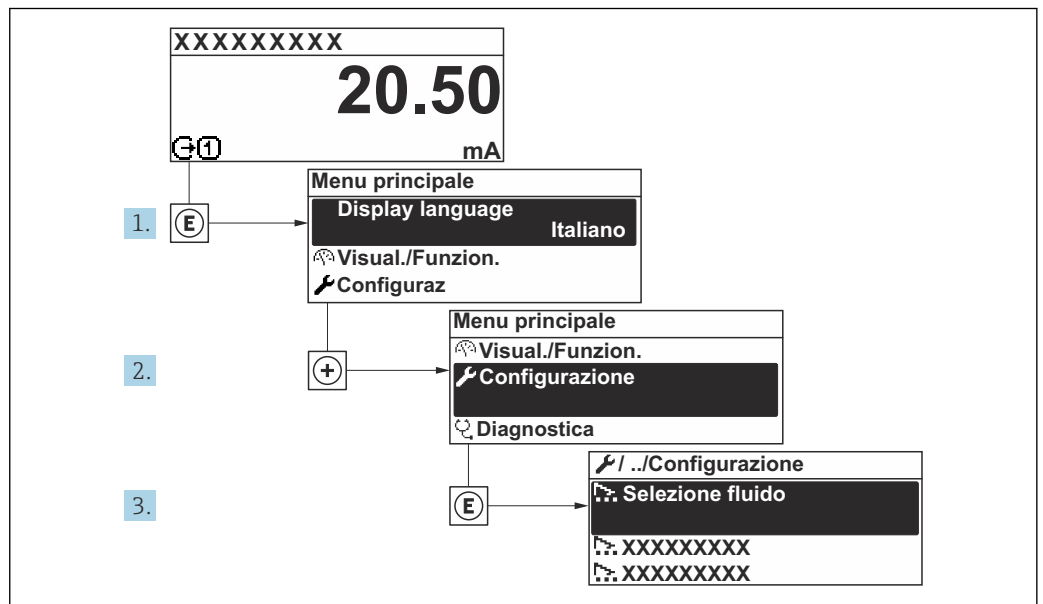 XXXXXXXXX
20.50
1
mA
Menu principale
1.
E
Display language
Italiano
Visual./Funzion.
Configuraz
Menu principale
Visual./Funzion.
2.
+
Configurazione
Diagnostica
/ ../Configurazione
3.
E
Selezione fluido
XXXXXXXXX
XXXXXXXXX